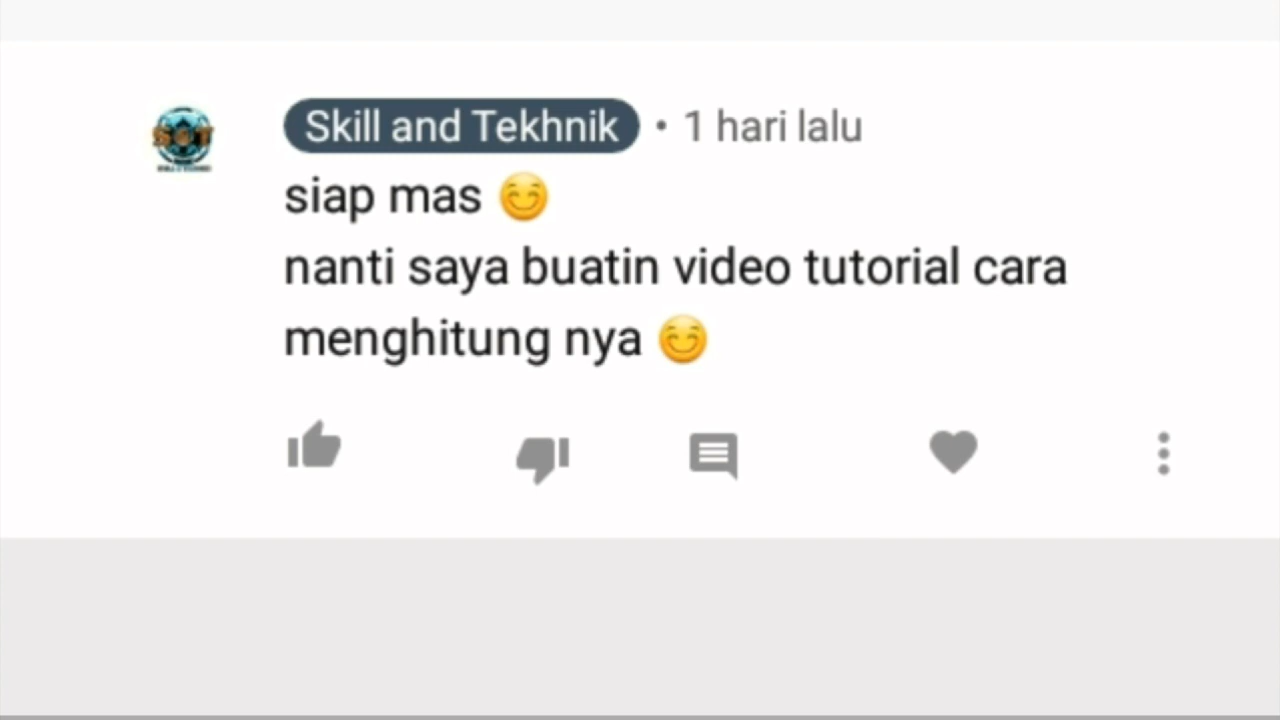 Skill and Tekhnik • 1 hari lalu
siap mas 😊
nanti saya buatin video tutorial cara
menghitung nya 😊